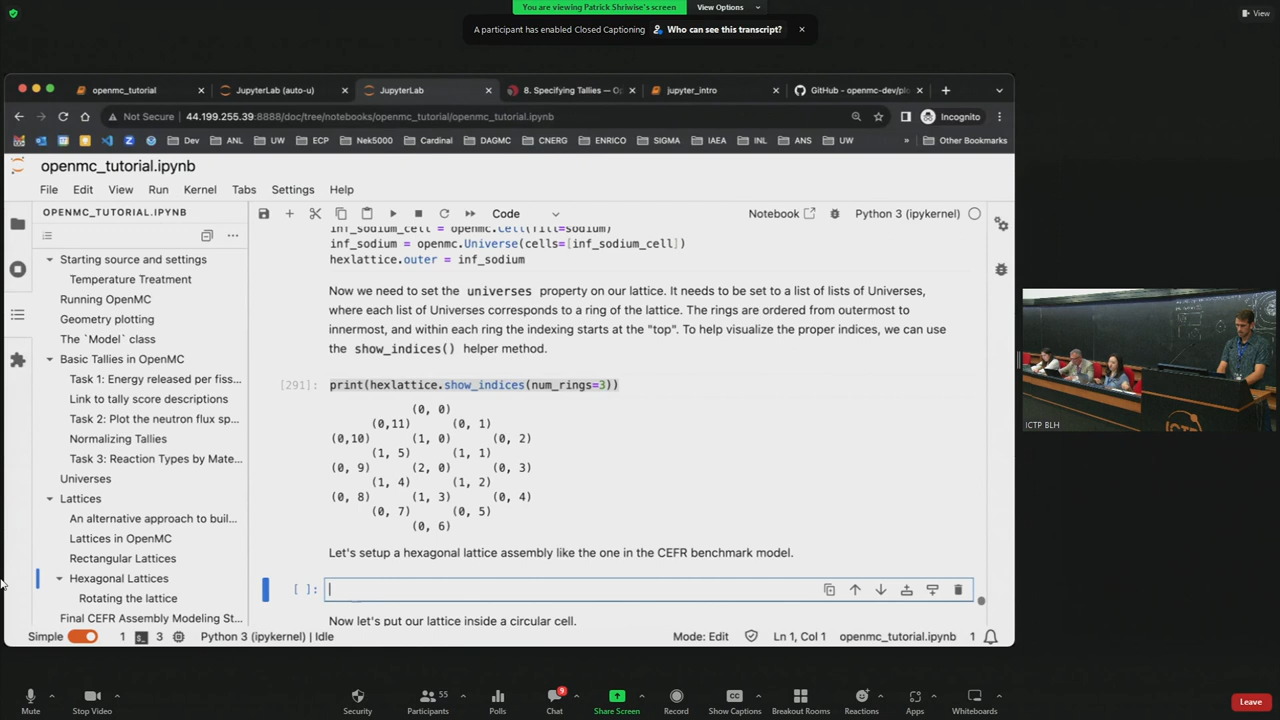 You are viewing Patrick Shriwise's screen
View Options
View
A participant has enabled Closed Captioning
Who can see this transcript?
openmc_tutorial
JupyterLab (auto-u)
JupyterLab
8. Specifying Tallies — Op
jupyter_intro
GitHub - openmc-dev/plo
Not Secure
44.199.255.39:8888/doc/tree/notebooks/openmc_tutorial/openmc_tutorial.ipynb
Incognito
Dev
ANL
UW
ECP
Nek5000
Cardinal
DAGMC
CNERG
ENRICO
SIGMA
IAEA
INL
ANS
UW
»
Other Bookmarks
openmc_tutorial.ipynb
File
Edit
View
Run
Kernel
Tabs
Settings
Help
OPENMC_TUTORIAL.IPYNB
Code
Notebook
Python 3 (ipykernel)
Starting source and settings
Temperature Treatment
Running OpenMC
Geometry plotting
The `Model` class
Basic Tallies in OpenMC
Task 1: Energy released per fiss...
Link to tally score descriptions
Task 2: Plot the neutron flux sp...
Normalizing Tallies
Task 3: Reaction Types by Mate...
Universes
Lattices
An alternative approach to buil...
Lattices in OpenMC
Rectangular Lattices
Hexagonal Lattices
Rotating the lattice
Final CEFR Assembly Modeling St...
inf_sodium_cell = openmc.Cell(fill=sodium)
inf_sodium = openmc.Universe(cells=[inf_sodium_cell])
hexlattice.outer = inf_sodium
Now we need to set the universes property on our lattice. It needs to be set to a list of lists of Universes,
where each list of Universes corresponds to a ring of the lattice. The rings are ordered from outermost to
innermost, and within each ring the indexing starts at the "top". To help visualize the proper indices, we can use
the show_indices() helper method.
[291]: print(hexlattice.show_indices(num_rings=3))
(0, 0)
(0,11) (0, 1)
(0,10) (1, 0) (0, 2)
(1, 5) (1, 1)
(0, 9) (2, 0) (0, 3)
(1, 4) (1, 2)
(0, 8) (1, 3) (0, 4)
(0, 7) (0, 5)
(0, 6)
Let's setup a hexagonal lattice assembly like the one in the CEFR benchmark model.
[ ]:
Now let's put our lattice inside a circular cell.
Simple
1
3
Python 3 (ipykernel) | Idle
Mode: Edit
Ln 1, Col 1
openmc_tutorial.ipynb
1
ICTP
ICTP BLH
Mute
Stop Video
Security
55
Participants
Polls
9
Chat
Share Screen
Record
CC
Show Captions
Breakout Rooms
Reactions
Apps
Whiteboards
Leave